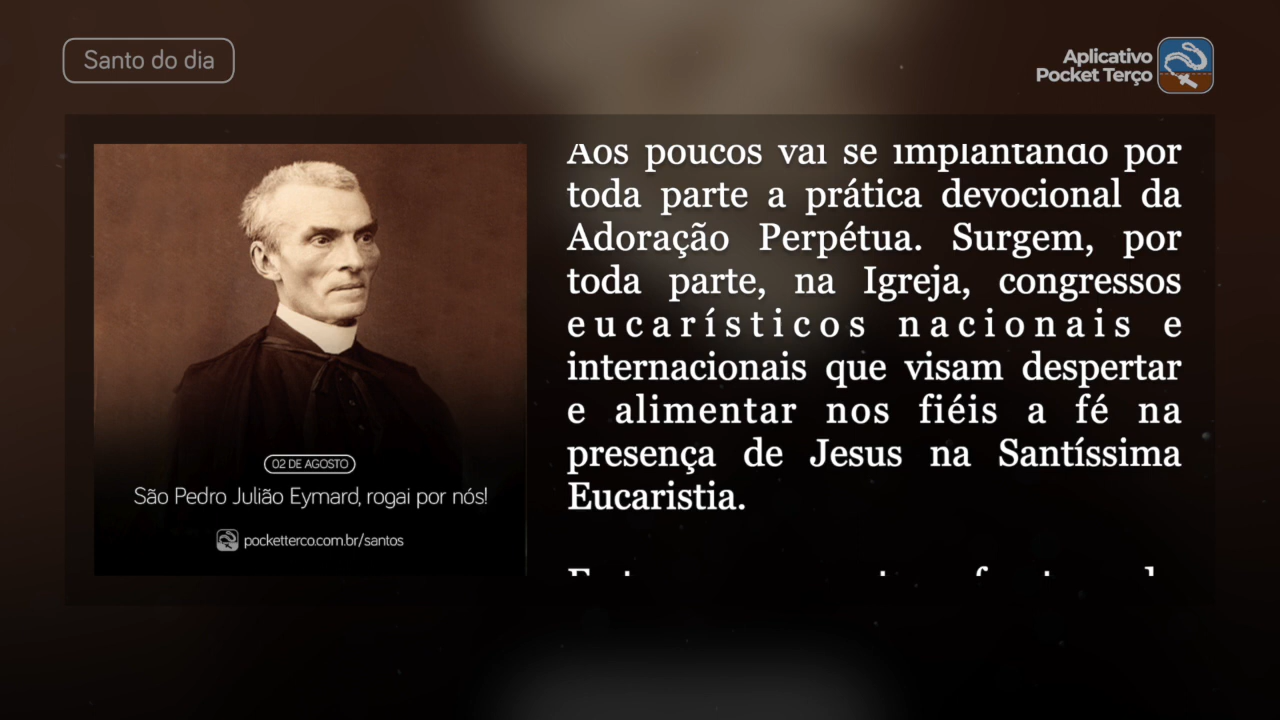 Santo do dia
Aplicativo
Pocket Terço
Aos poucos vai se implantando por
toda parte a prática devocional da
Adoração Perpétua. Surgem, por
toda parte, na Igreja, congressos
eucarísticos nacionais e
internacionais que visam despertar
e alimentar nos fiéis a fé na
presença de Jesus na Santíssima
Eucaristia.
02 DE AGOSTO
São Pedro Julião Eymard, rogai por nós!
pocketterco.com.br/santos